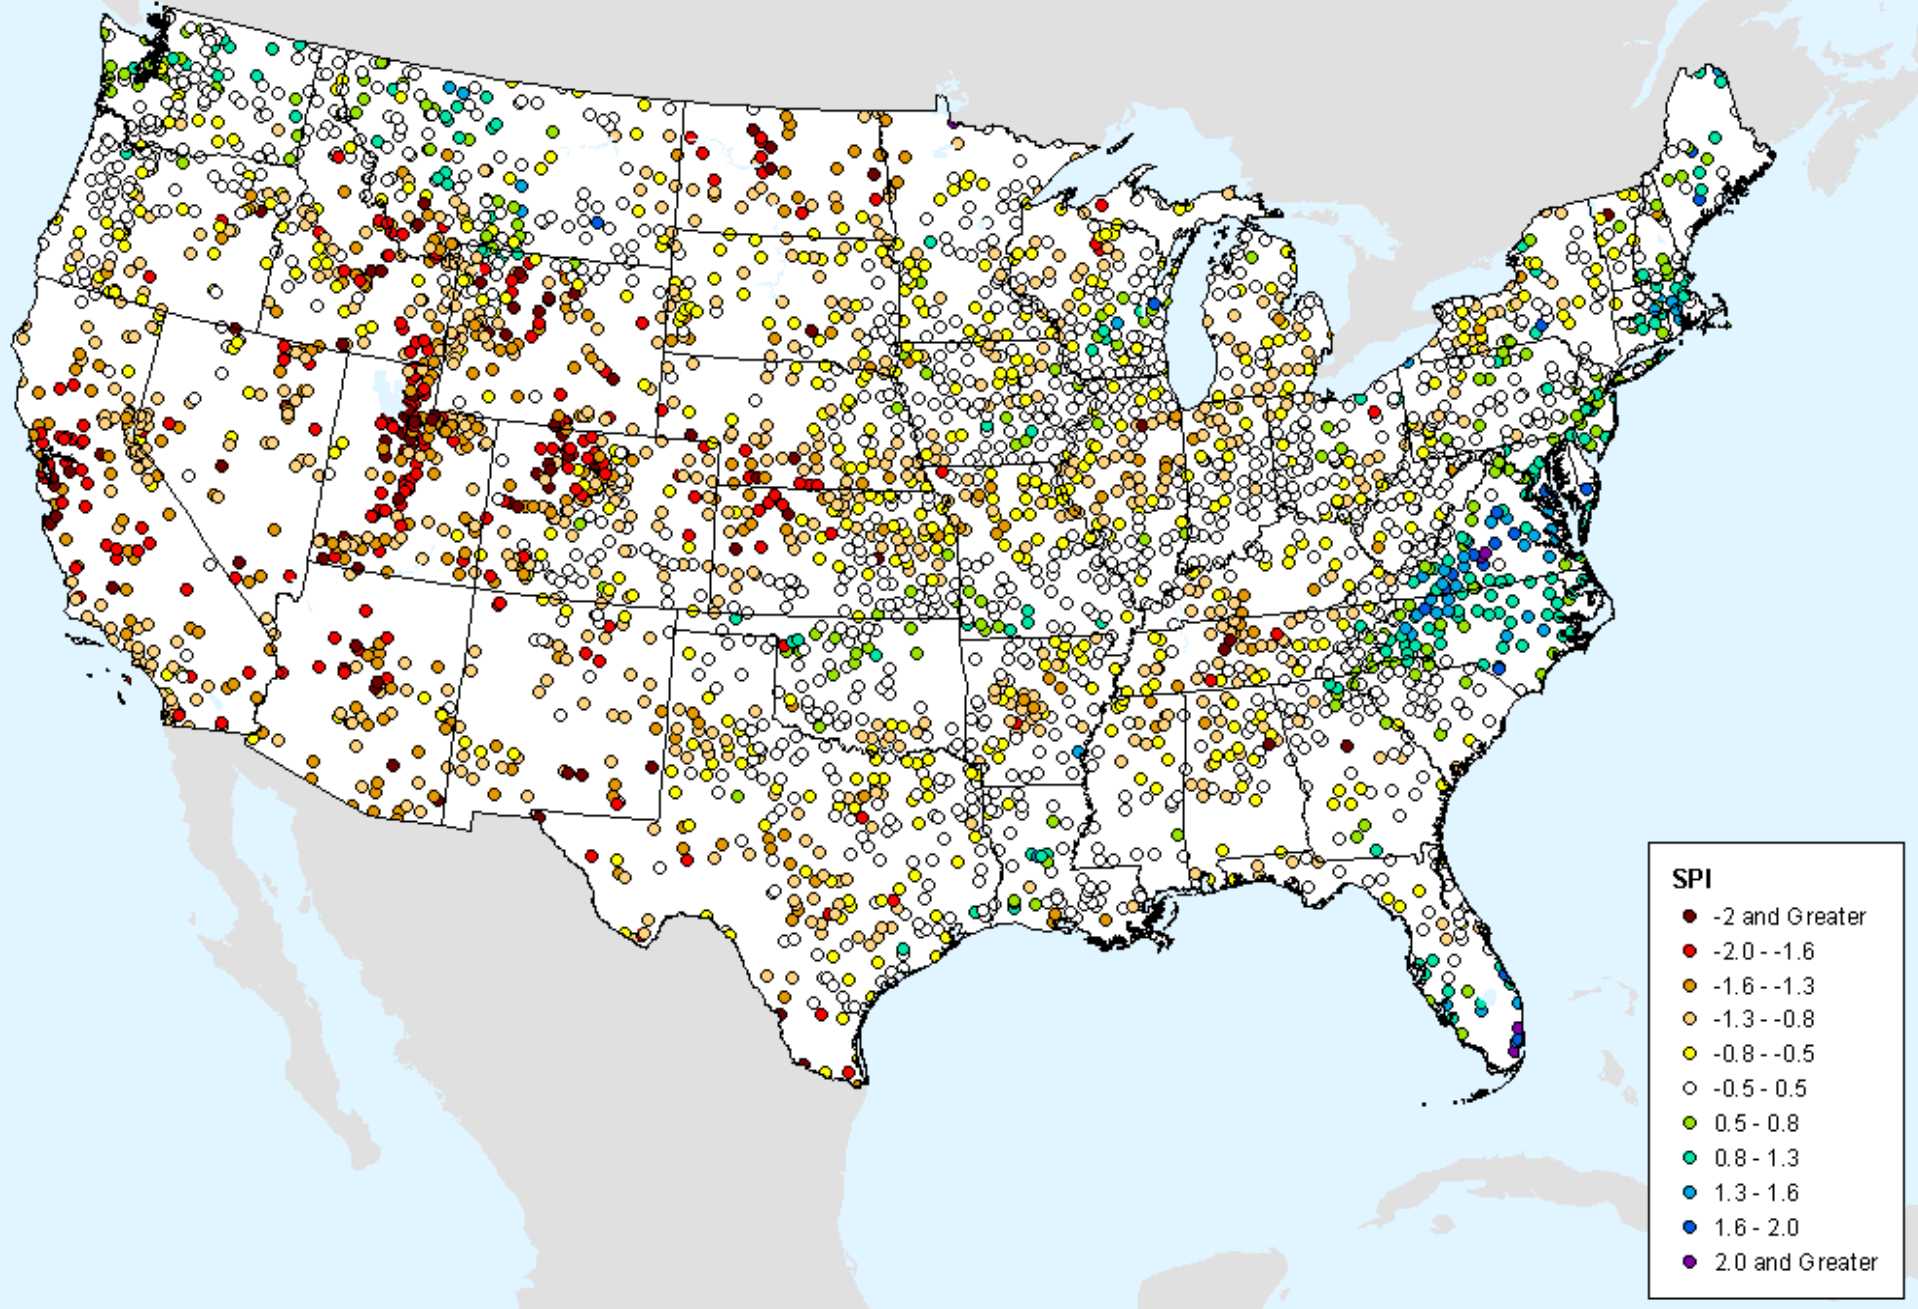 SPI
-2 and Greater
-2.0 - -1.6
-1.6 - -1.3
-1.3 - -0.8
-0.8 - -0.5
-0.5 - 0.5
0.5 - 0.8
0.8 - 1.3
1.3 - 1.6
1.6 - 2.0
2.0 and Greater